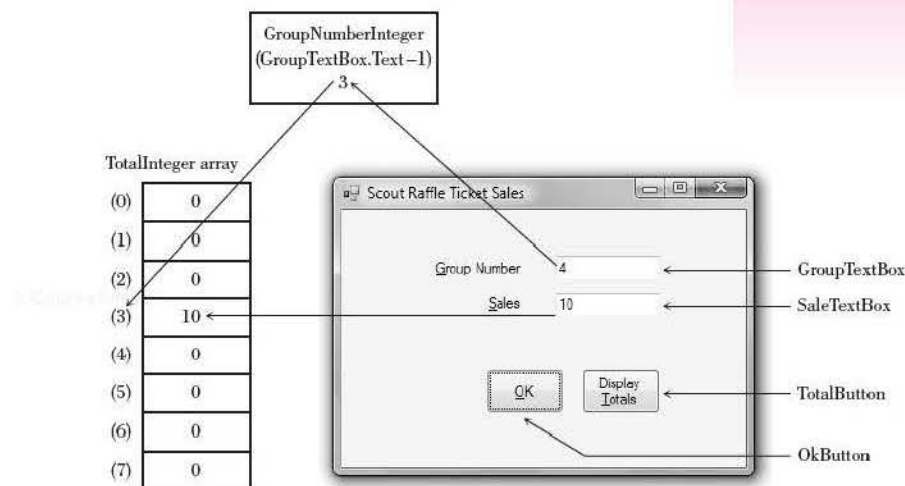 GroupNumberInteger
(GroupTextBox.Text–1)
3
TotalInteger array
(0) 0
(1) 0
(2) 0
(3) 10
(4) 0
(5) 0
(6) 0
(7) 0
Scout Raffle Ticket Sales
Group Number 4
Sales 10
OK
Display
Totals
GroupTextBox
SaleTextBox
TotalButton
OkButton